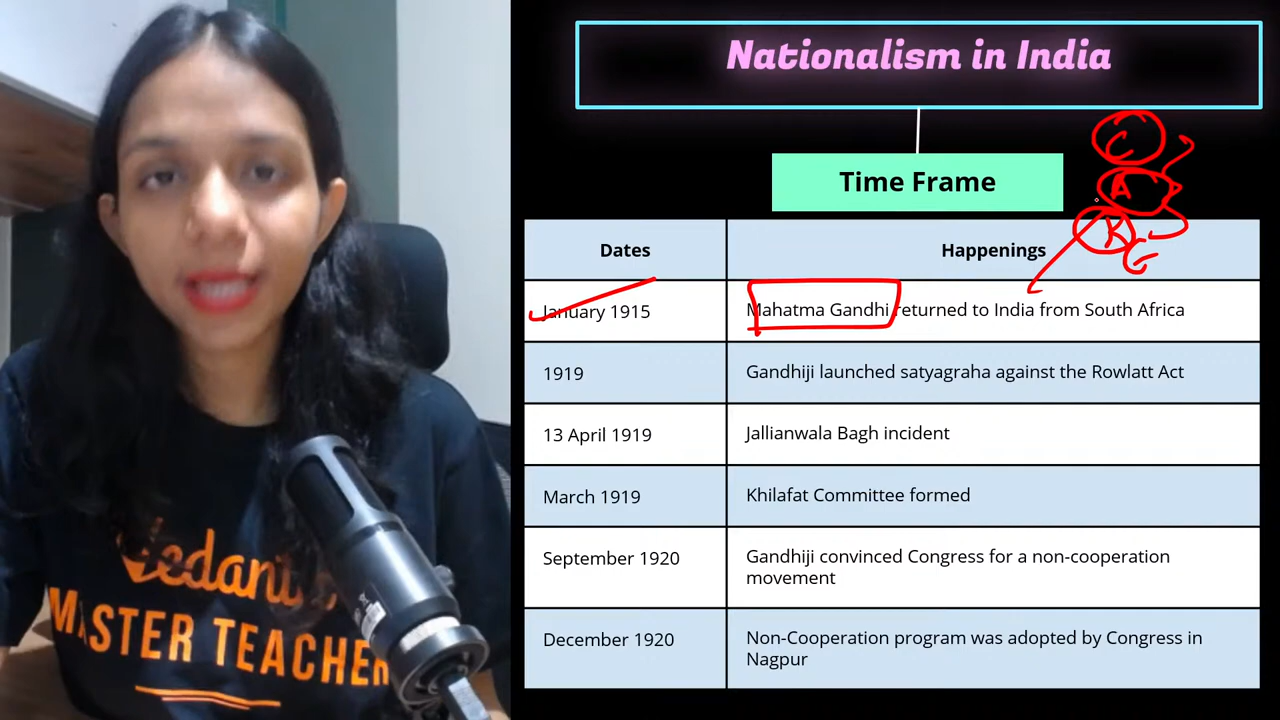 Nationalism in India
Time Frame
C
A
K
G
Dates Happenings
January 1915 Mahatma Gandhi returned to India from South Africa
1919 Gandhiji launched satyagraha against the Rowlatt Act
13 April 1919 Jallianwala Bagh incident
March 1919 Khilafat Committee formed
September 1920 Gandhiji convinced Congress for a non-cooperation
movement
December 1920 Non-Cooperation program was adopted by Congress in
Nagpur
Vedantu
MASTER TEACHER